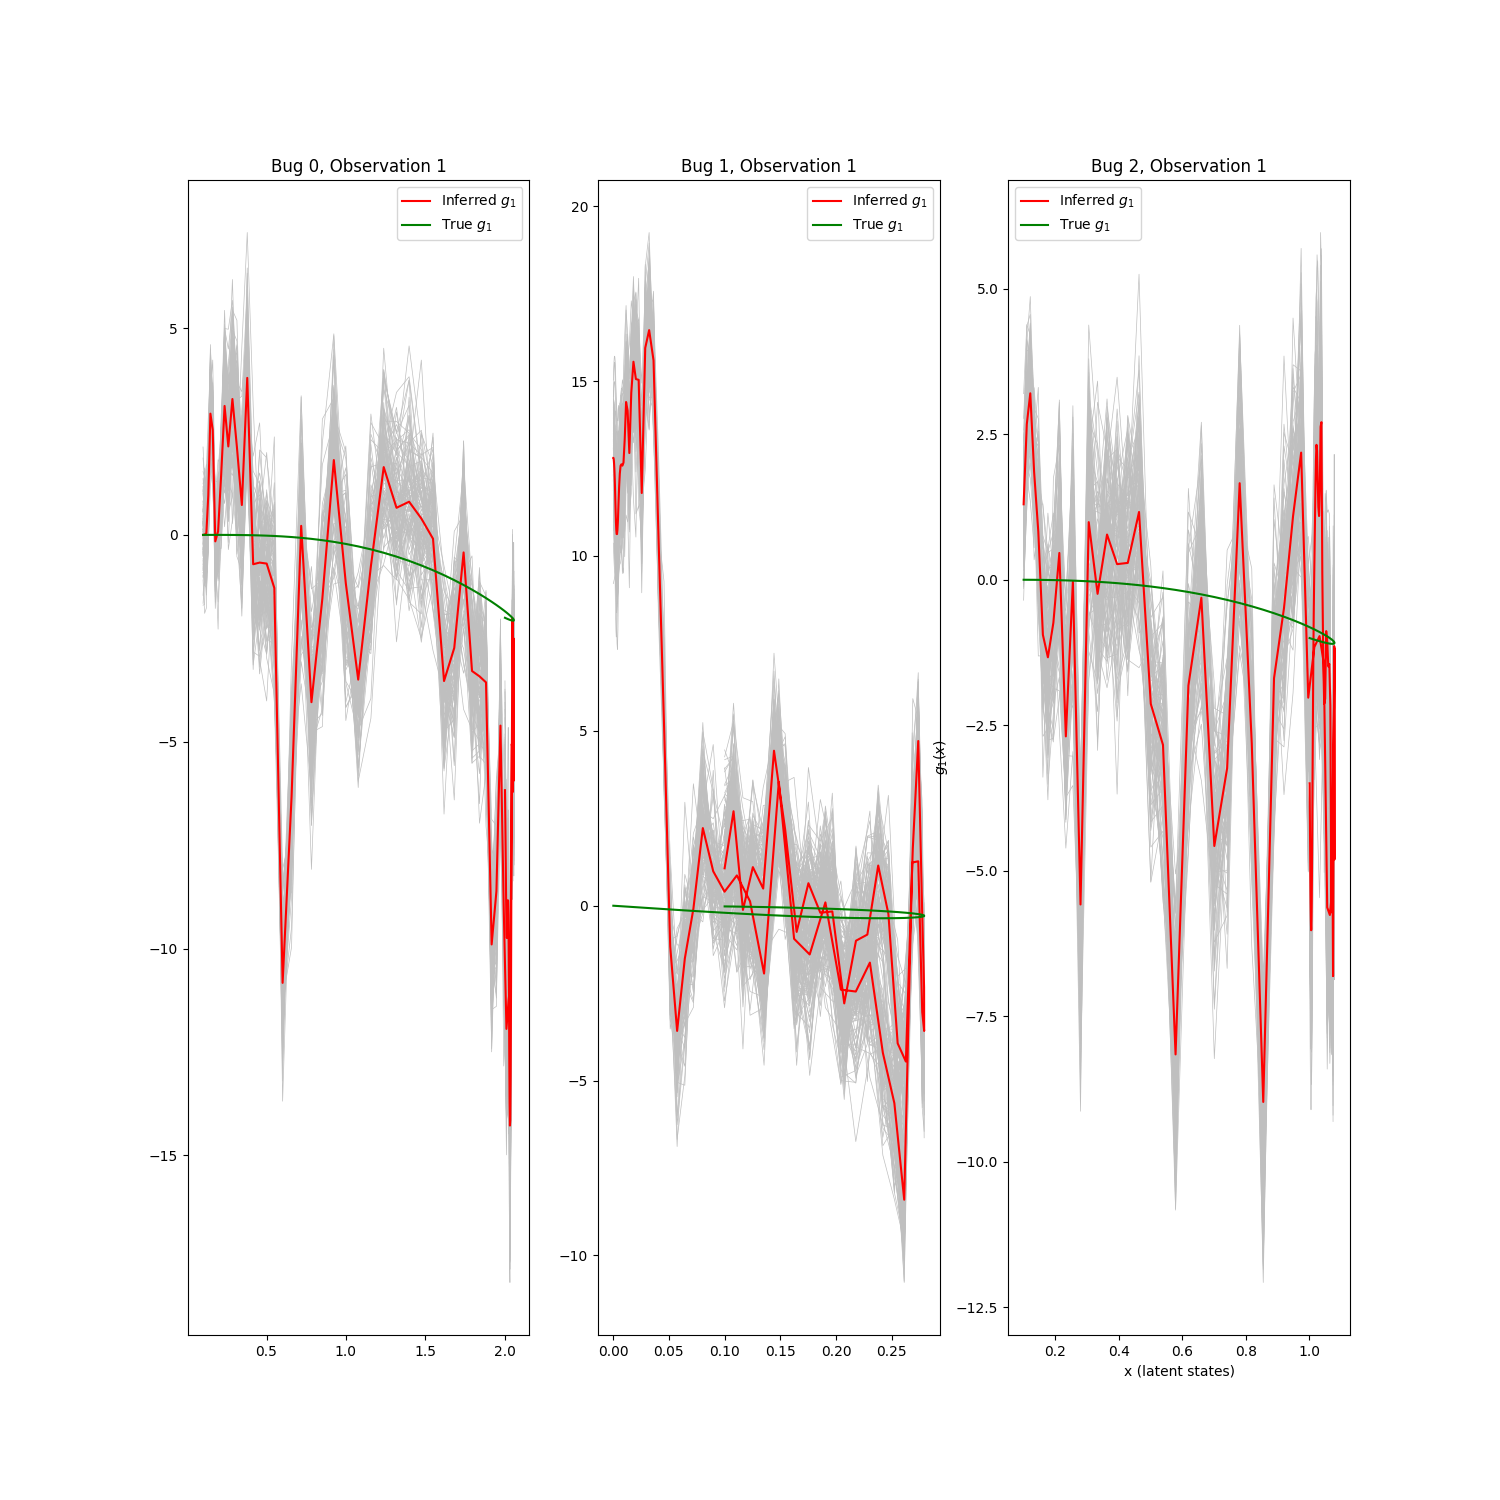 Bug 0, Observation 1
Inferred g₁
True g₁
5
0
−5
−10
−15
0.5 1.0 1.5 2.0
Bug 1, Observation 1
Inferred g₁
True g₁
20
15
10
5
0
−5
−10
0.00 0.05 0.10 0.15 0.20 0.25
Bug 2, Observation 1
Inferred g₁
True g₁
g₁(x)
5.0
2.5
0.0
−2.5
−5.0
−7.5
−10.0
−12.5
0.2 0.4 0.6 0.8 1.0
x (latent states)